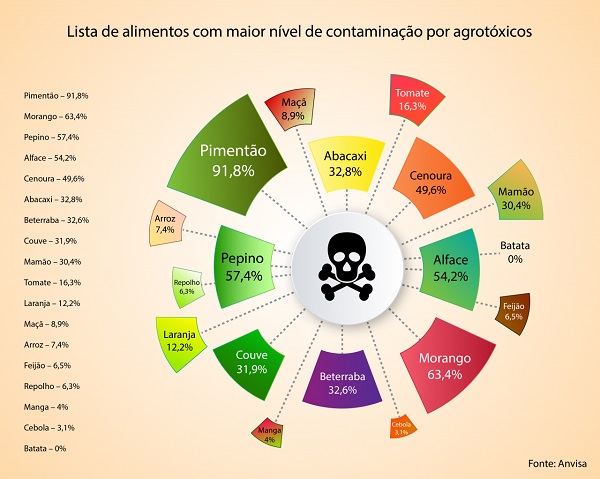 Lista de alimentos com maior nível de contaminação por agrotóxicos
Pimentão – 91,8%
Morango – 63,4%
Pepino – 57,4%
Alface – 54,2%
Cenoura – 49,6%
Abacaxi – 32,8%
Beterraba – 32,6%
Couve – 31,9%
Mamão – 30,4%
Tomate – 16,3%
Laranja – 12,2%
Maçã – 8,9%
Arroz – 7,4%
Feijão – 6,5%
Repolho – 6,3%
Manga – 4%
Cebola – 3,1%
Batata – 0%
Pimentão
91,8%
Maçã
8,9%
Abacaxi
32,8%
Tomate
16,3%
Cenoura
49,6%
Mamão
30,4%
Batata
0%
Alface
54,2%
Feijão
6,5%
Morango
63,4%
Cebola
3,1%
Beterraba
32,6%
Manga
4%
Couve
31,9%
Laranja
12,2%
Repolho
6,3%
Pepino
57,4%
Arroz
7,4%
Fonte: Anvisa